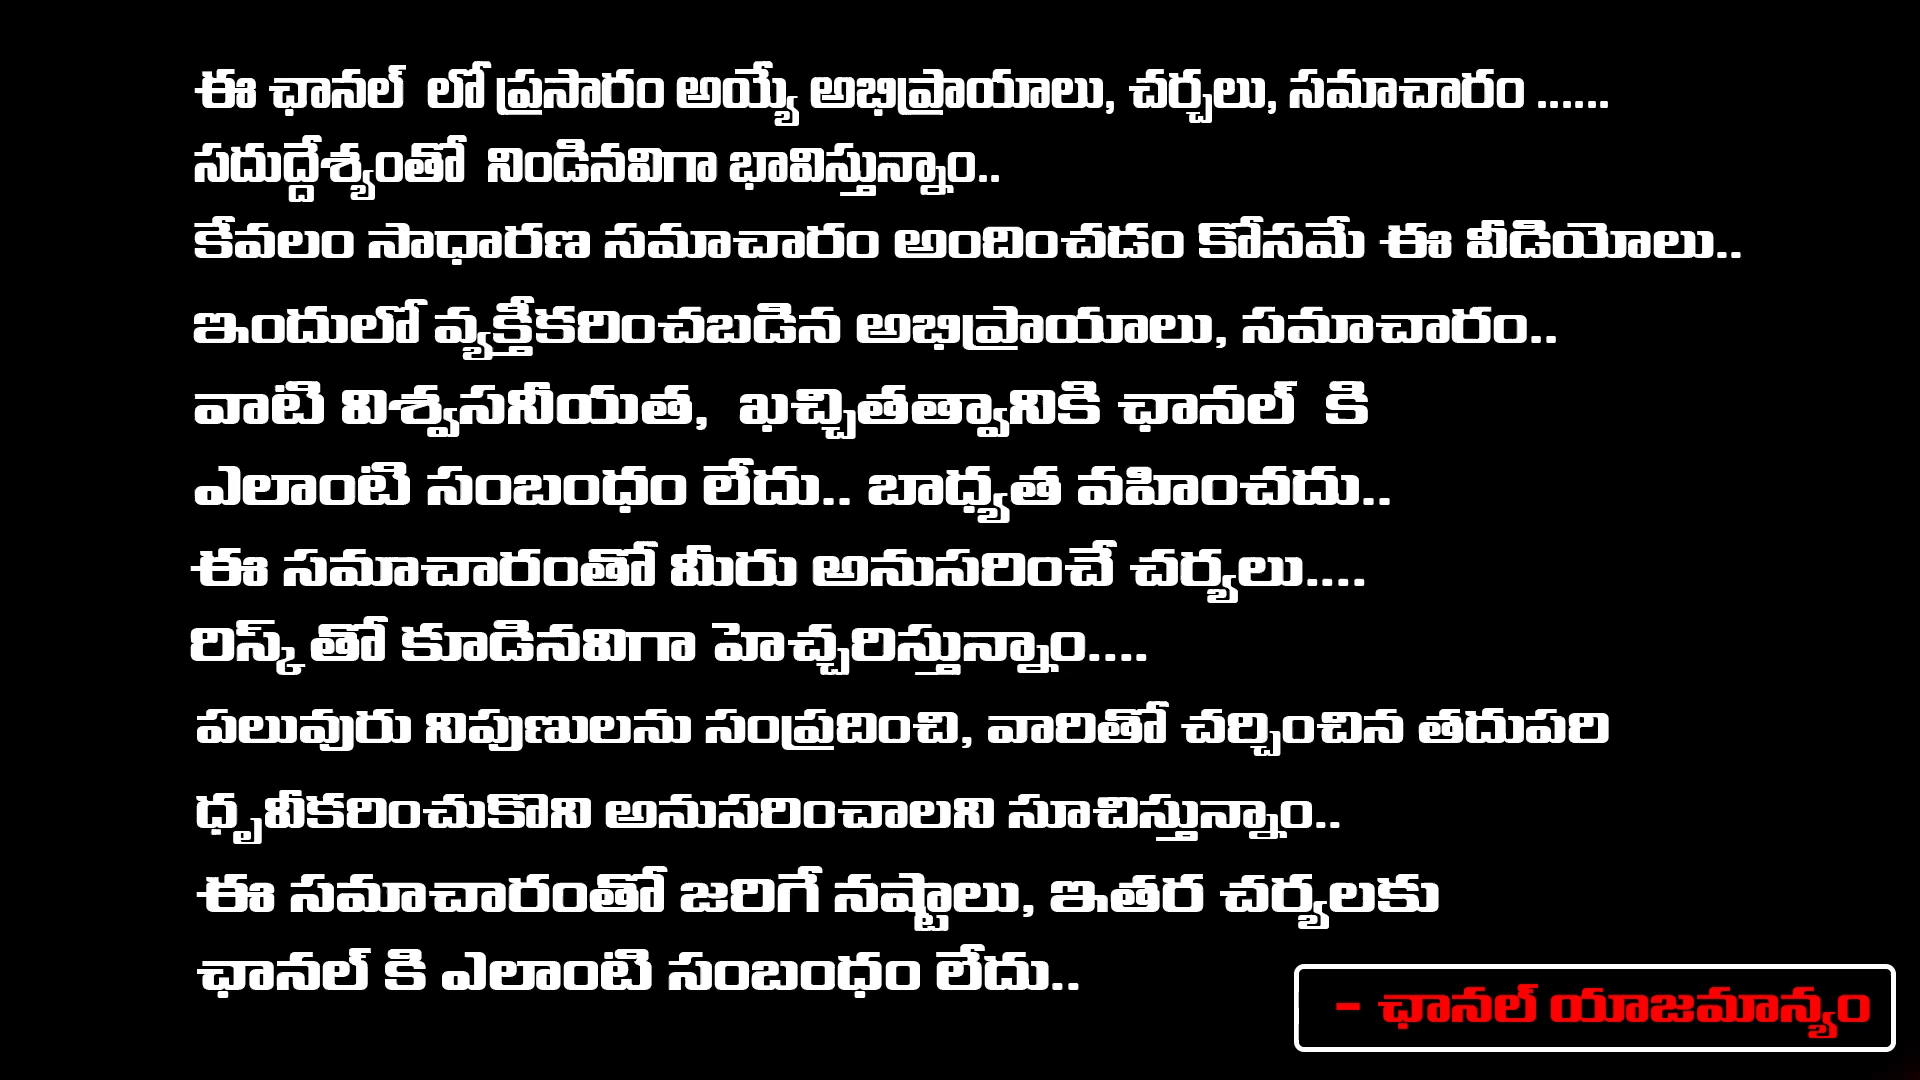 ఈ ఛానల్ లో ప్రసారం అయ్యే అభిప్రాయాలు, చర్చలు, సమాచారం ......
సదుద్దేశ్యంతో నిండినవిగా భావిస్తున్నాం..
కేవలం సాధారణ సమాచారం అందించడం కోసమే ఈ వీడియోలు..
ఇందులో వ్యక్తీకరించబడిన అభిప్రాయాలు, సమాచారం..
వాటి విశ్వసనీయత, ఖచ్చితత్వానికి ఛానల్ కి
ఎలాంటి సంబంధం లేదు.. బాధ్యత వహించదు..
ఈ సమాచారంతో మీరు అనుసరించే చర్యలు....
రిస్క్ తో కూడినవిగా హెచ్చరిస్తున్నాం....
పలువురు నిపుణులను సంప్రదించి, వారితో చర్చించిన తదుపరి
ధృవీకరించుకొని అనుసరించాలని సూచిస్తున్నాం..
ఈ సమాచారంతో జరిగే నష్టాలు, ఇతర చర్యలకు
ఛానల్ కి ఎలాంటి సంబంధం లేదు..
- ఛానల్ యాజమాన్యం